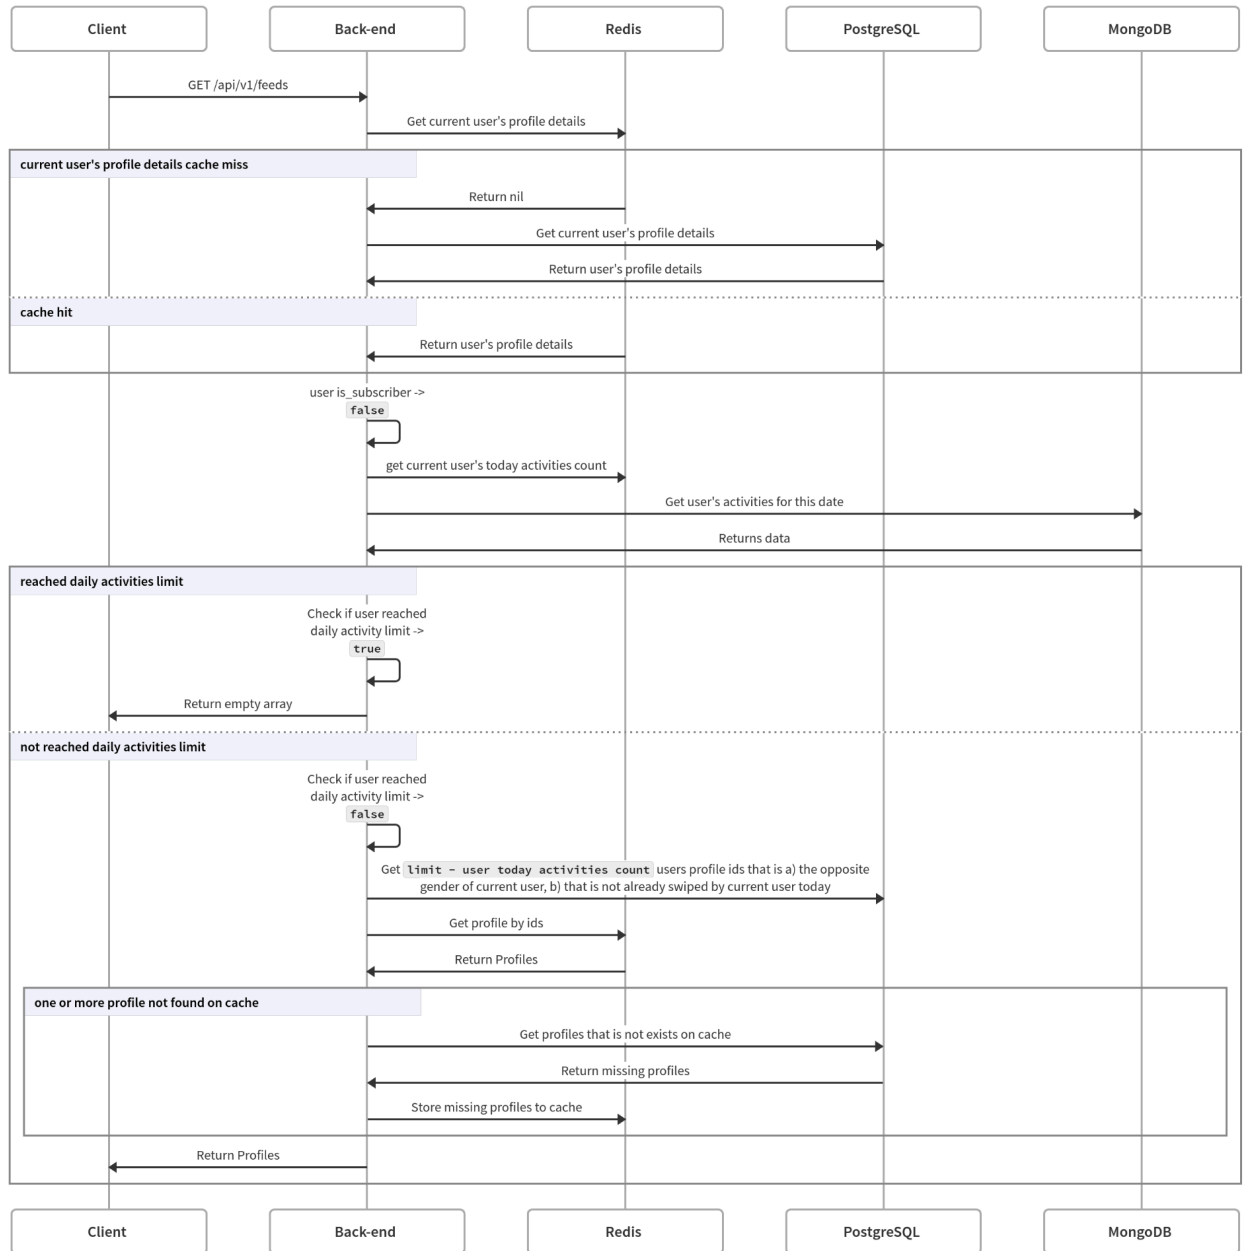 Client Back-end Redis PostgreSQL MongoDB
GET /api/v1/feeds
Get current user's profile details
current user's profile details cache miss
Return nil
Get current user's profile details
Return user's profile details
cache hit
Return user's profile details
user is_subscriber ->
false
get current user's today activities count
Get user's activities for this date
Returns data
reached daily activities limit
Check if user reached
daily activity limit ->
true
Return empty array
not reached daily activities limit
Check if user reached
daily activity limit ->
false
Get limit - user today activities count users profile ids that is a) the opposite
gender of current user, b) that is not already swiped by current user today
Get profile by ids
Return Profiles
one or more profile not found on cache
Get profiles that is not exists on cache
Return missing profiles
Store missing profiles to cache
Return Profiles
Client Back-end Redis PostgreSQL MongoDB